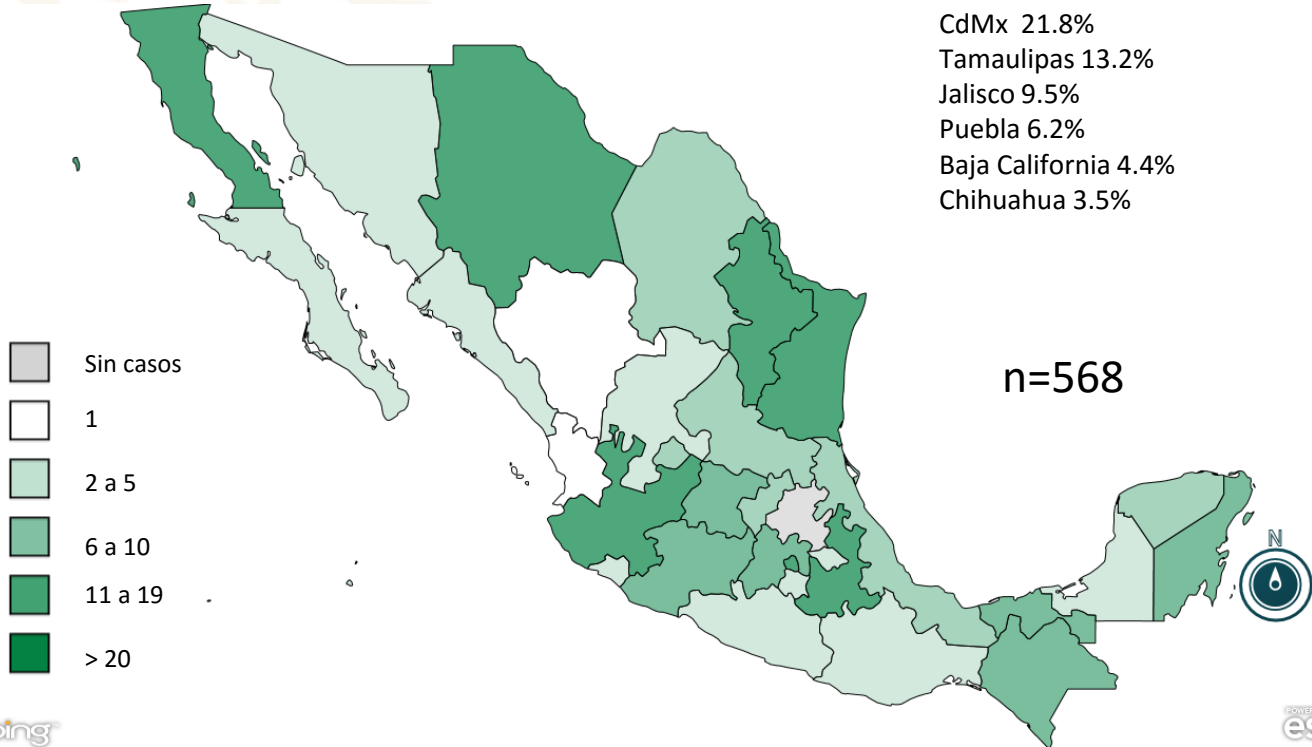 CdMx 21.8%
Tamaulipas 13.2%
Jalisco 9.5%
Puebla 6.2%
Baja California 4.4%
Chihuahua 3.5%
Sin casos
1
2 a 5
6 a 10
11 a 19
> 20
n=568
N